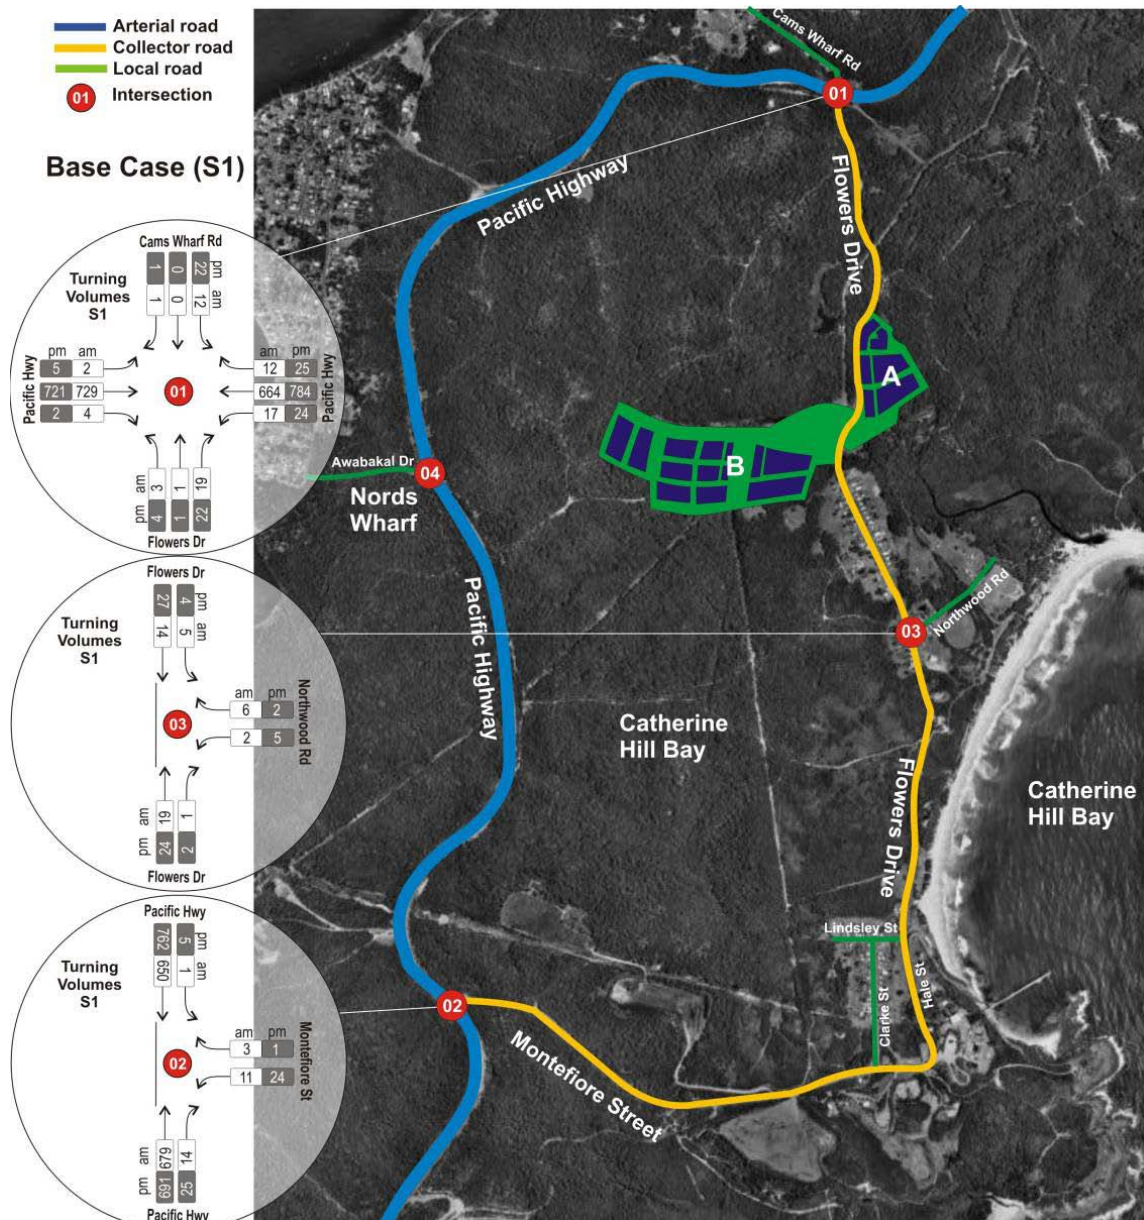 Arterial road
Collector road
Local road
01 Intersection
Base Case (S1)
Cams Wharf Rd
Turning
Volumes
S1
1 0 22 pm
1 0 12 am
pm am
5 2
721 729
2 4
Pacific Hwy
01
am pm
12 25
664 784
17 24
Pacific Hwy
am 3 1 19
pm 4 1 22
Flowers Dr
Flowers Dr
Turning
Volumes
S1
27 4 pm
14 5 am
03
am pm
6 2
2 5
Northwood Rd
am 19 1
pm 24 2
Flowers Dr
Pacific Hwy
Turning
Volumes
S1
762 5 pm
650 1 am
02
am pm
3 1
11 24
Montefiore St
am 679 14
pm 691 25
Pacific Hwy
Cams Wharf Rd
01
Pacific Highway
Flowers Drive
A
B
Awabakal Dr
04
Nords
Wharf
Pacific Highway
Northwood Rd
03
Catherine
Hill Bay
Flowers Drive
Catherine
Hill Bay
Lindsley St
Clarke St
Hale St
02
Montefiore Street